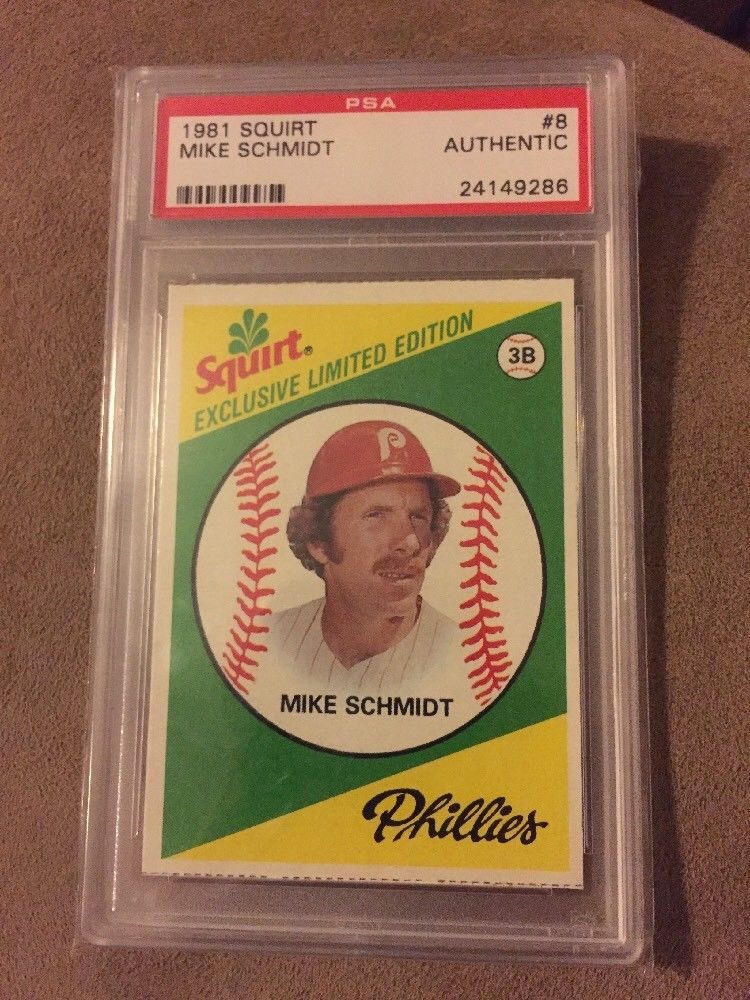 PSA
1981 SQUIRT #8
MIKE SCHMIDT AUTHENTIC
24149286
Squirt®
EXCLUSIVE LIMITED EDITION
3B
P
MIKE SCHMIDT
Phillies